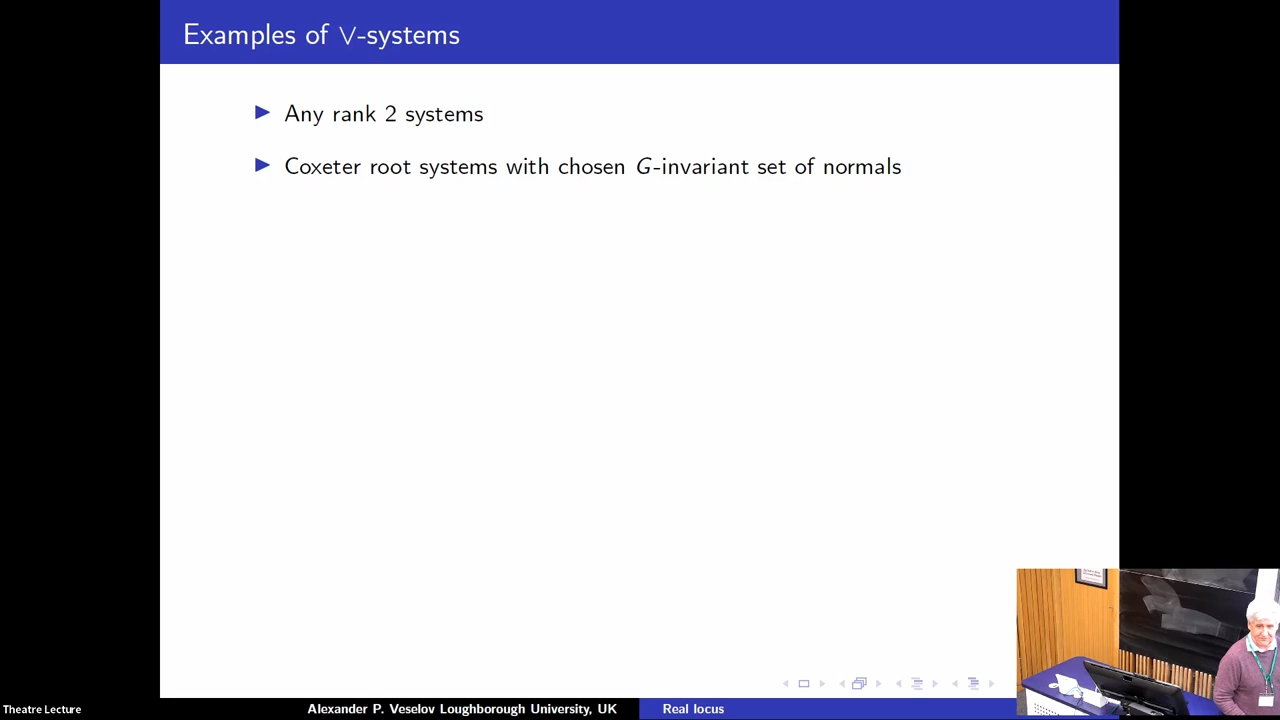 Examples of ∨-systems
▶ Any rank 2 systems
▶ Coxeter root systems with chosen G-invariant set of normals
Theatre Lecture
Alexander P. Veselov Loughborough University, UK
Real locus